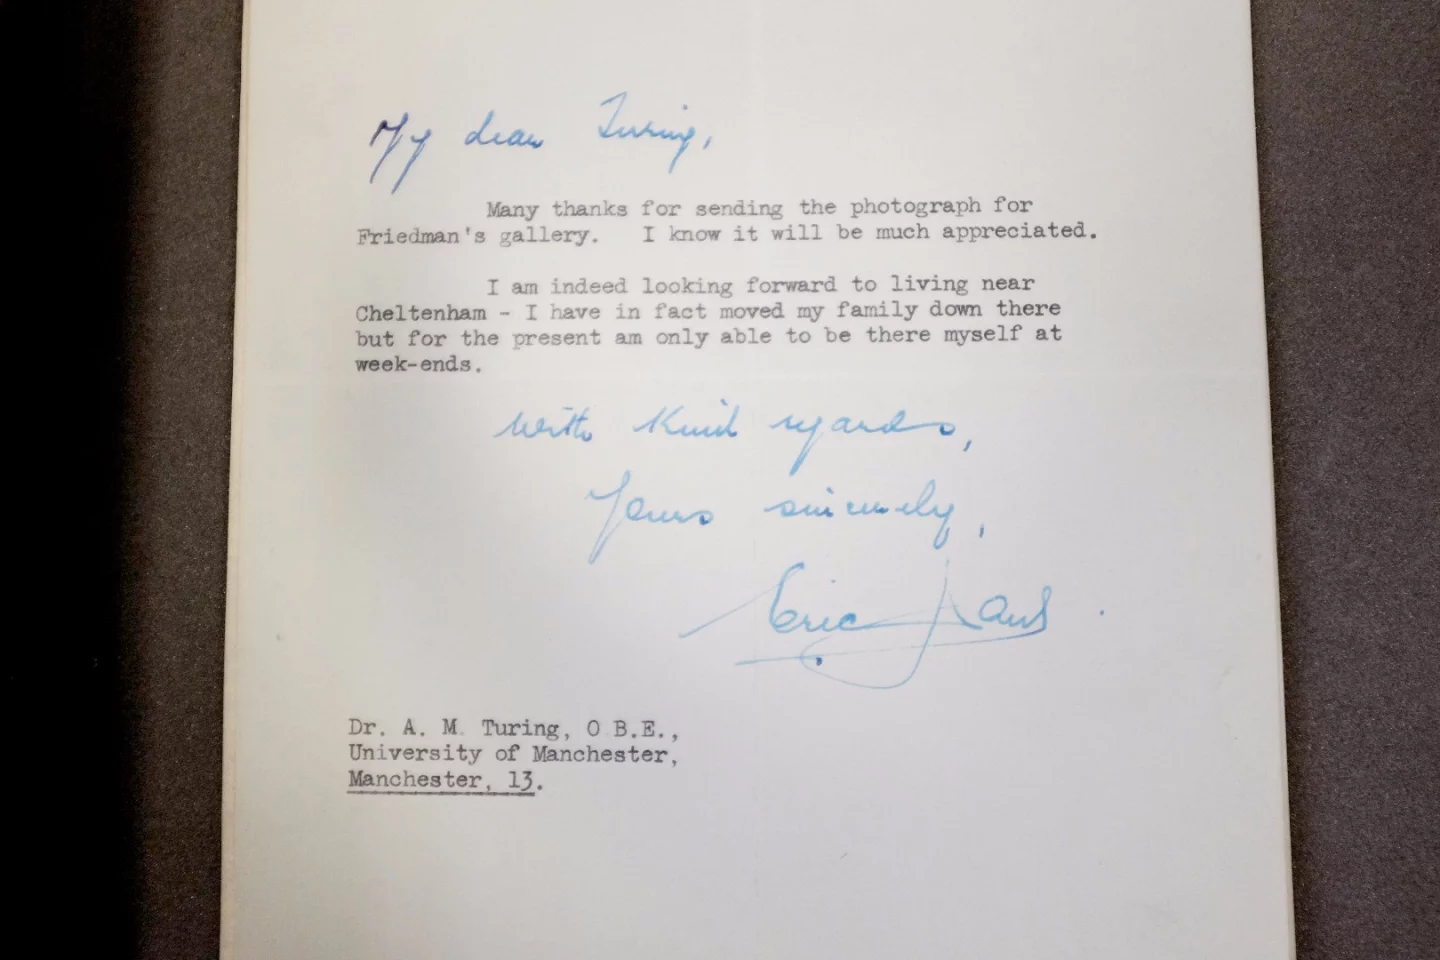 My dear Turing,
Many thanks for sending the photograph for
Friedman's gallery. I know it will be much appreciated.
I am indeed looking forward to living near
Cheltenham - I have in fact moved my family down there
but for the present am only able to be there myself at
week-ends.
With kind regards,
Yours sincerely,
Eric Jones
Dr. A. M. Turing, O.B.E.,
University of Manchester,
Manchester, 13.